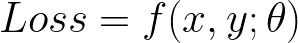 Loss = f(x, y; θ)